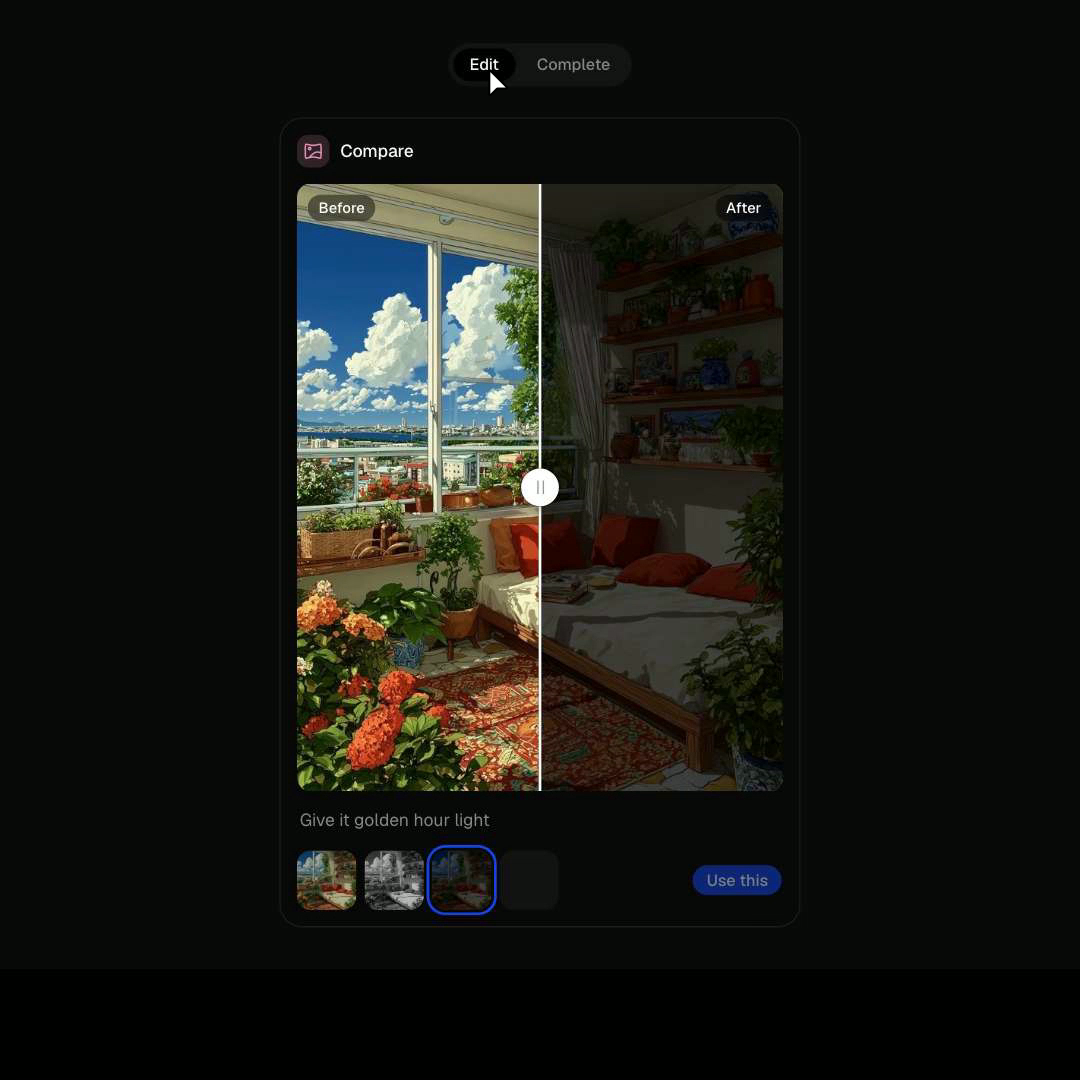 Edit
Complete
Compare
Before
After
Give it golden hour light
Use this